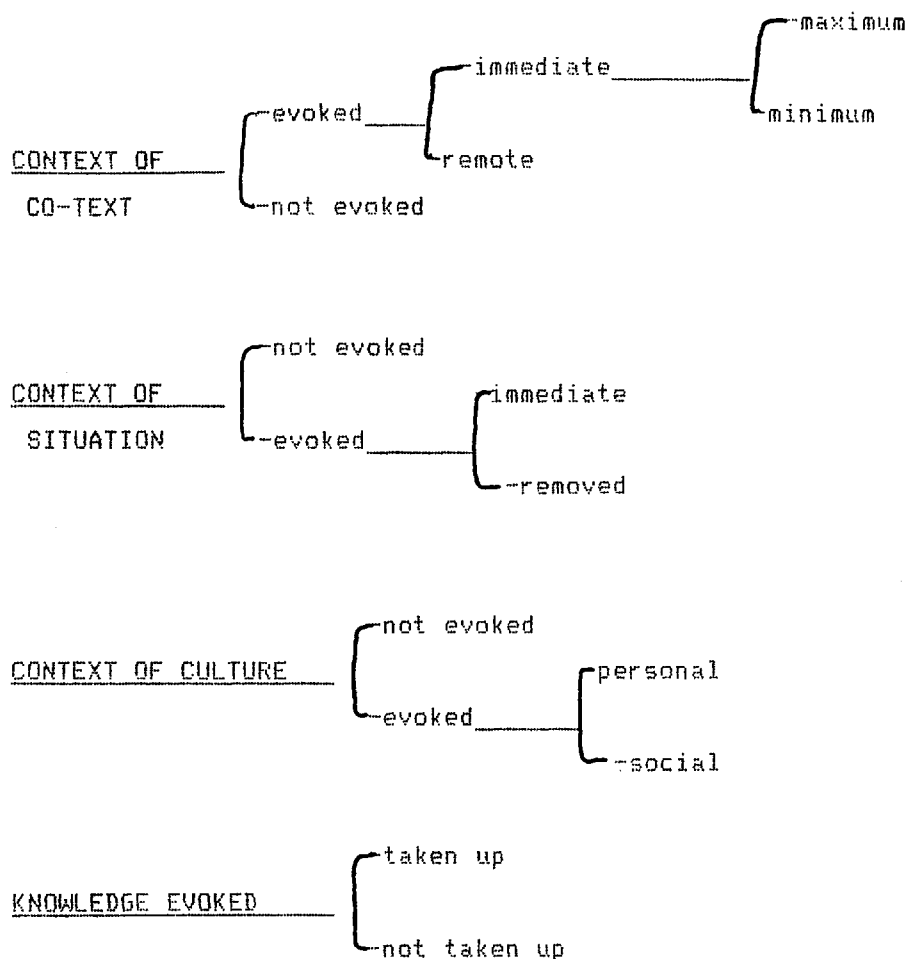 maximum
immediate
evoked
minimum
CONTEXT OF
remote
CO-TEXT
not evoked
not evoked
CONTEXT OF
immediate
SITUATION
evoked
removed
not evoked
CONTEXT OF CULTURE
personal
evoked
social
taken up
KNOWLEDGE EVOKED
not taken up